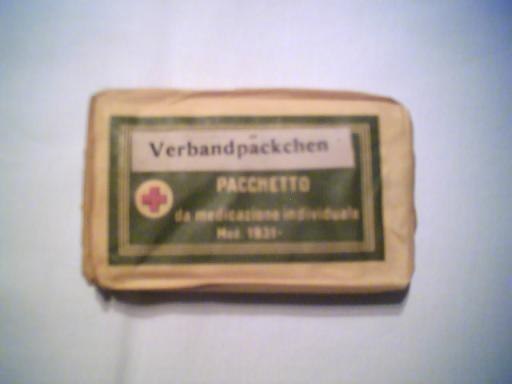 Verbandpäckchen
PACCHETTO
da medicazione individuale
Mod. 1931-